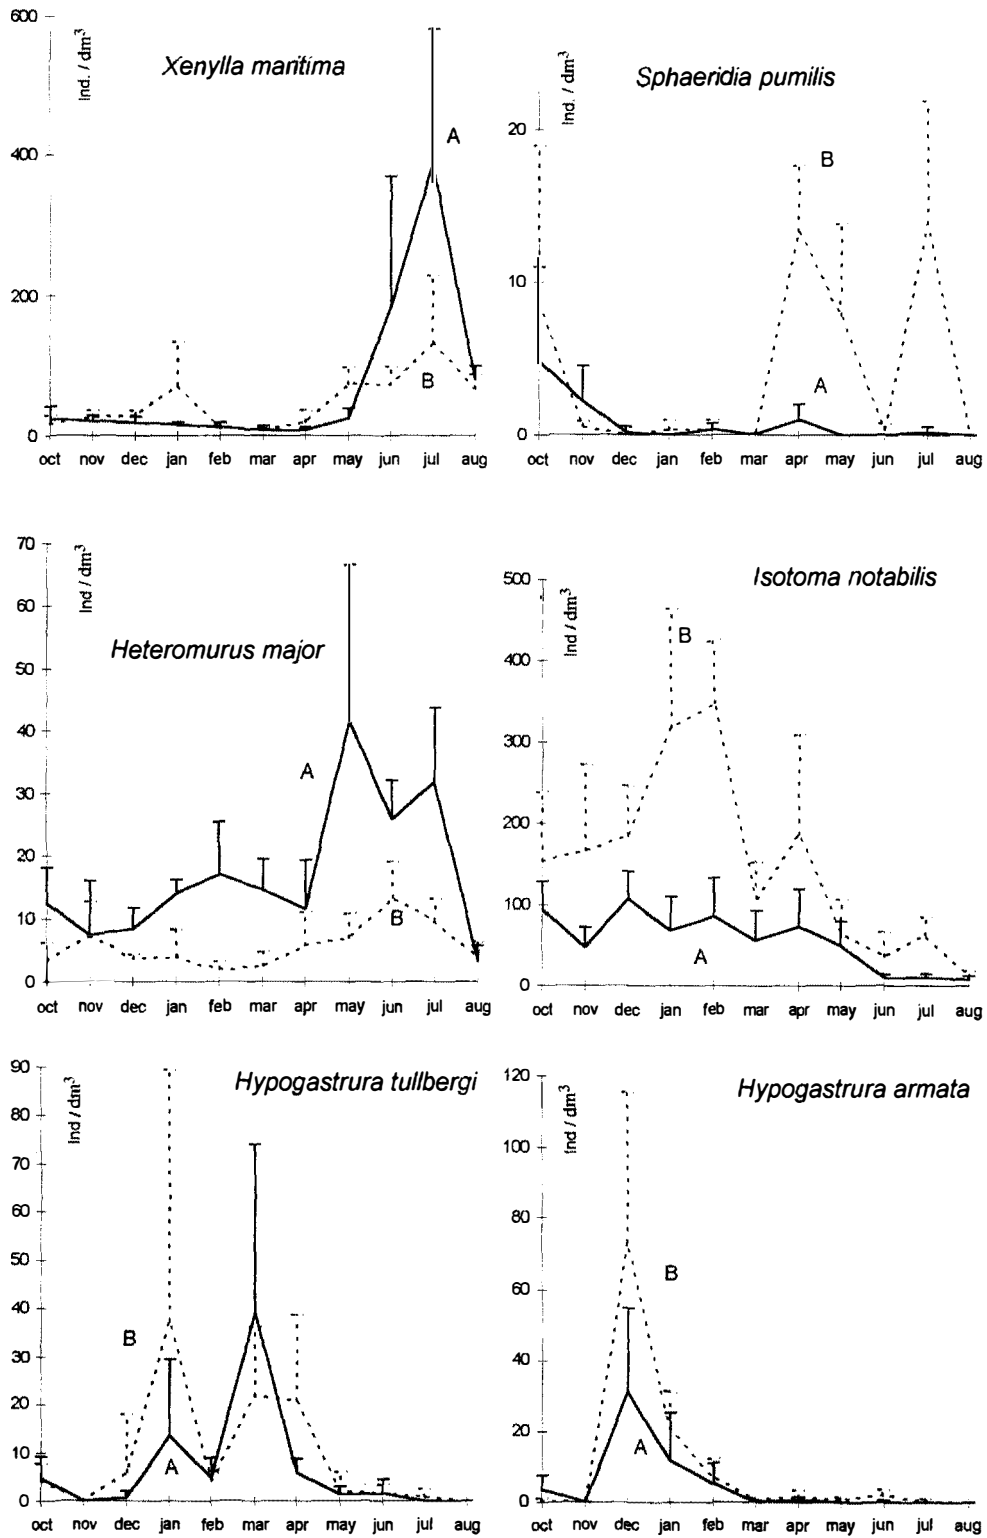 Xenylla maritima
Ind. / dm³
600
400
200
0
A
B
oct nov dec jan feb mar apr may jun jul aug
Sphaeridia pumilis
Ind. / dm³
20
10
0
B
A
oct nov dec jan feb mar apr may jun jul aug
Heteromurus major
Ind / dm³
70
60
50
40
30
20
10
0
A
B
oct nov dec jan feb mar apr may jun jul aug
Isotoma notabilis
Ind / dm³
500
400
300
200
100
0
B
A
oct nov dec jan feb mar apr may jun jul aug
Hypogastrura tullbergi
Ind / dm³
90
80
70
60
50
40
30
20
10
0
B
A
oct nov dec jan feb mar apr may jun jul aug
Hypogastrura armata
Ind / dm³
120
100
80
60
40
20
0
B
A
oct nov dec jan feb mar apr may jun jul aug